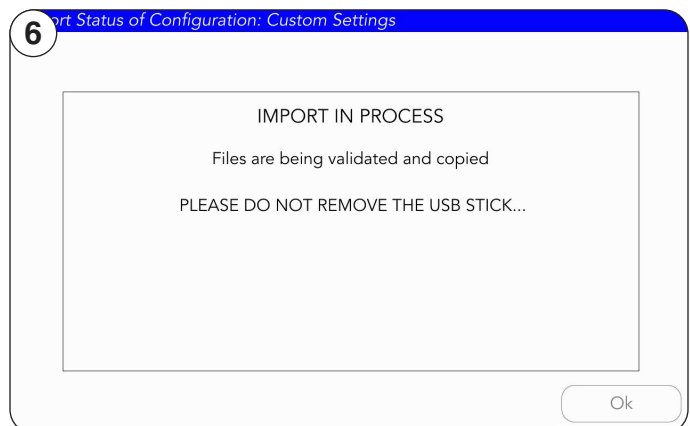 6
ort Status of Configuration: Custom Settings
IMPORT IN PROCESS
Files are being validated and copied
PLEASE DO NOT REMOVE THE USB STICK...
Ok